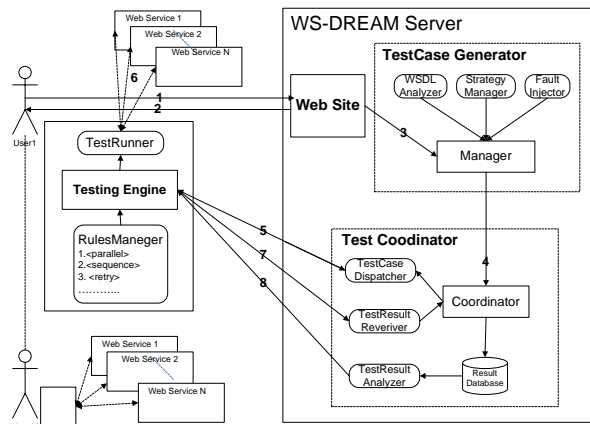 Web Service 1
Web Service 2
Web Service N
6
1
2
User1
TestRunner
Testing Engine
RulesManeger
1.<parallel>
2.<sequence>
3. <retry>
…………...
WS-DREAM Server
Web Site
3
TestCase Generator
WSDL
Analyzer
Strategy
Manager
Fault
Injector
Manager
4
5
7
8
Test Coodinator
TestCase
Dispatcher
Coordinator
TestResult
Reveriver
TestResult
Analyzer
Result
Database
Web Service 1
Web Service 2
Web Service N